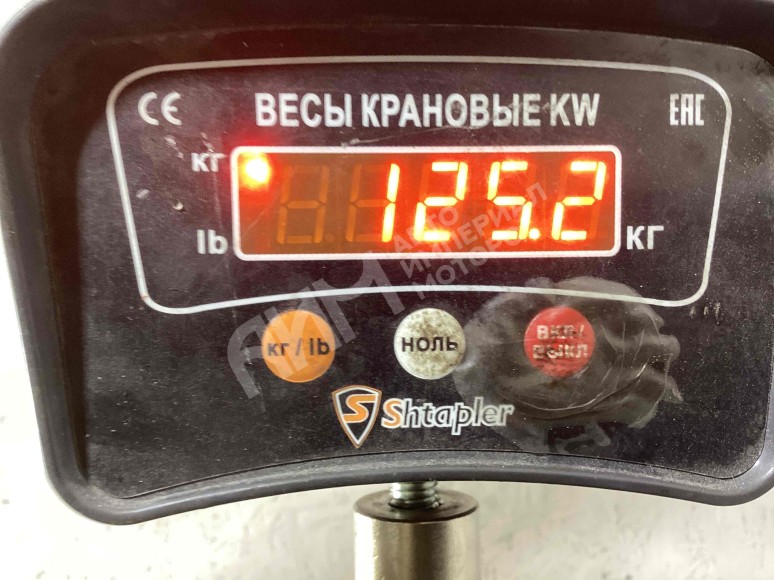 CE ВЕСЫ КРАНОВЫЕ KW EAC
кг
125.2
lb КГ
АВТО
ИМПЕРИАЛ
МОТОРС
АИМ
кг / lb НОЛЬ ВКЛ/
ВЫКЛ
Shtapler